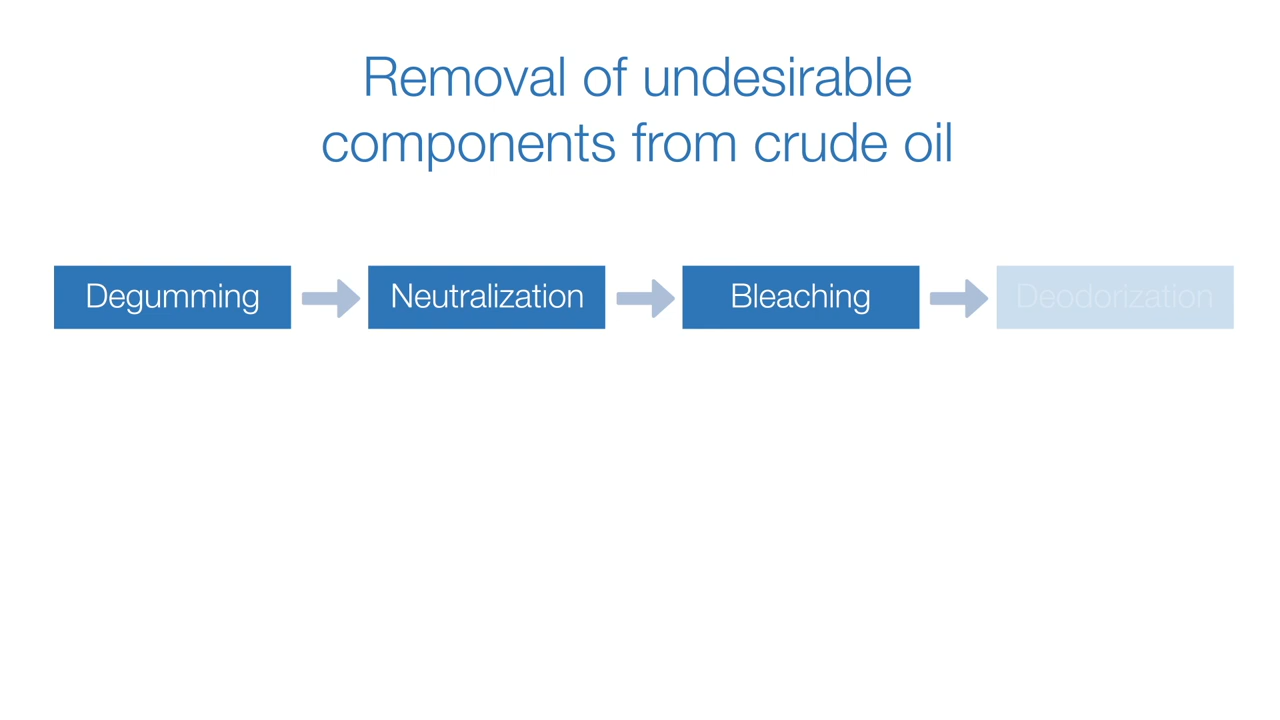 Removal of undesirable
components from crude oil
Degumming
Neutralization
Bleaching
Deodorization